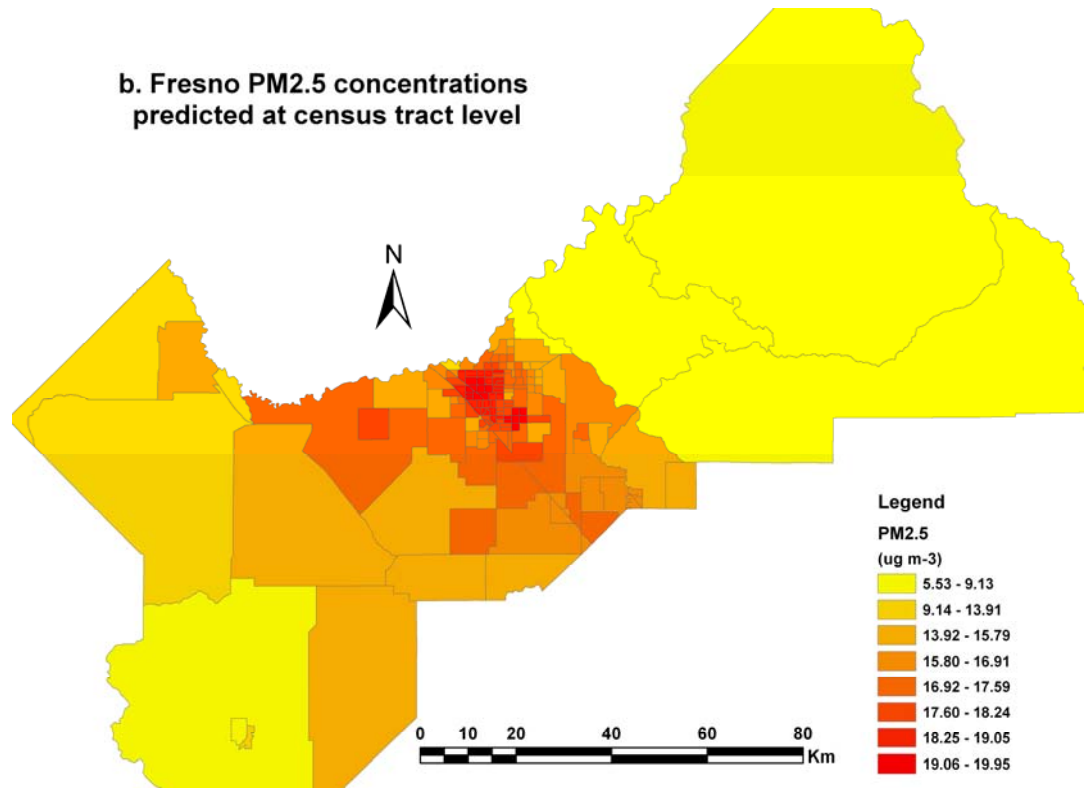 b. Fresno PM2.5 concentrations
predicted at census tract level
N
Legend
PM2.5
(ug m-3)
5.53 - 9.13
9.14 - 13.91
13.92 - 15.79
15.80 - 16.91
16.92 - 17.59
17.60 - 18.24
18.25 - 19.05
19.06 - 19.95
0 10 20 40 60 80
Km